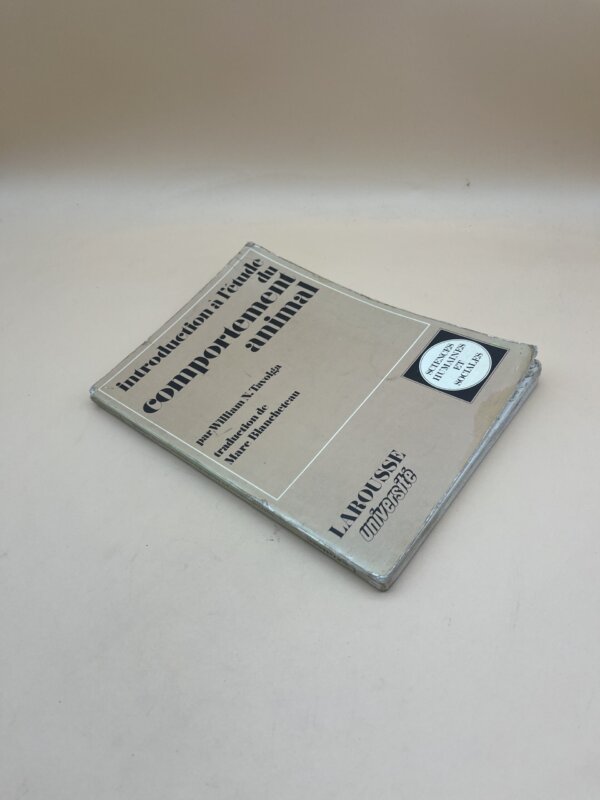 introduction à l'étude
du
comportement
animal
par William N. Tavolga
traduction de
Marc Blancheteau
SCIENCES
HUMAINES
ET
SOCIALES
LAROUSSE
université